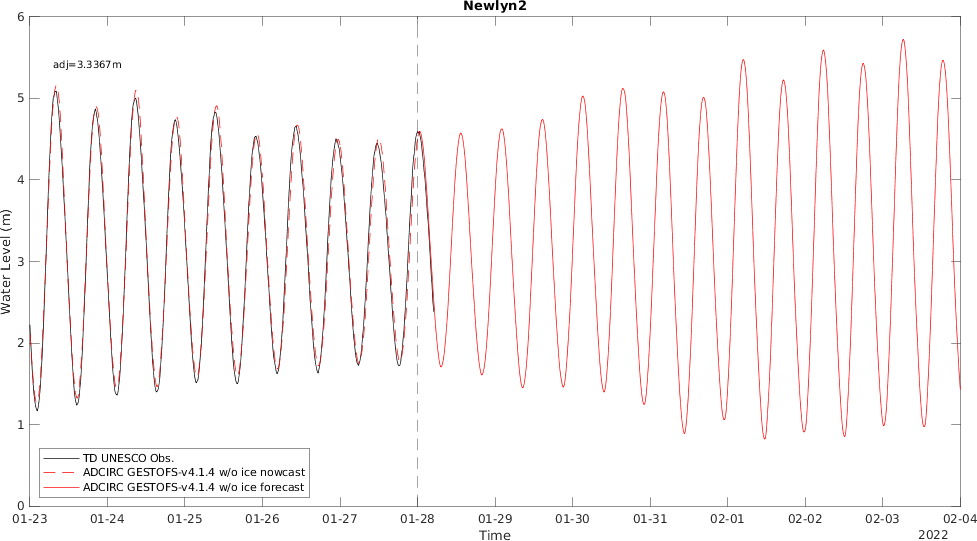 Newlyn2
adj=3.3367m
Water Level (m)
6
5
4
3
2
1
0
TD UNESCO Obs.
ADCIRC GESTOFS-v4.1.4 w/o ice nowcast
ADCIRC GESTOFS-v4.1.4 w/o ice forecast
01-23 01-24 01-25 01-26 01-27 01-28 01-29 01-30 01-31 02-01 02-02 02-03 02-04
Time
2022